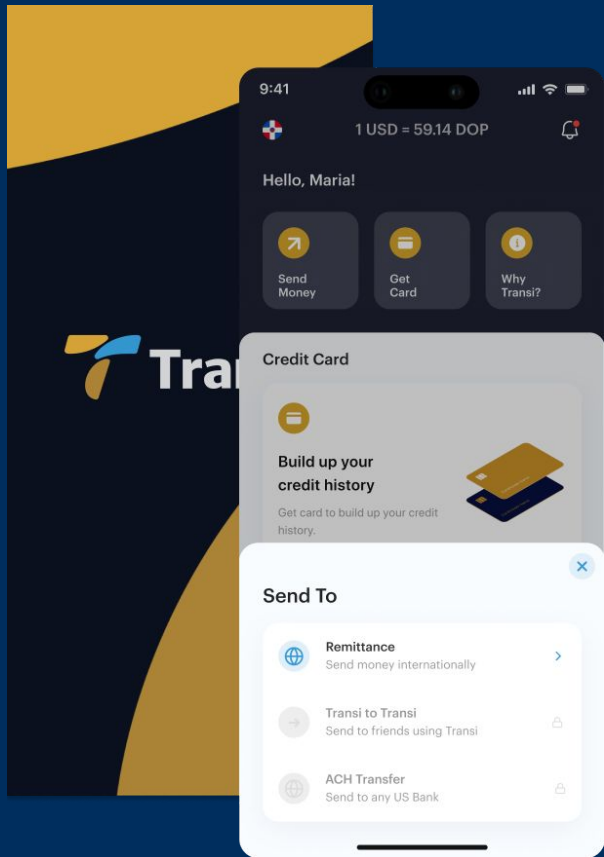 Tra
9:41
1 USD = 59.14 DOP
Hello, Maria!
Send
Money
Get
Card
Why
Transi?
Credit Card
Build up your
credit history
Get card to build up your credit
history.
Send To
Remittance
Send money internationally
Transi to Transi
Send to friends using Transi
ACH Transfer
Send to any US Bank